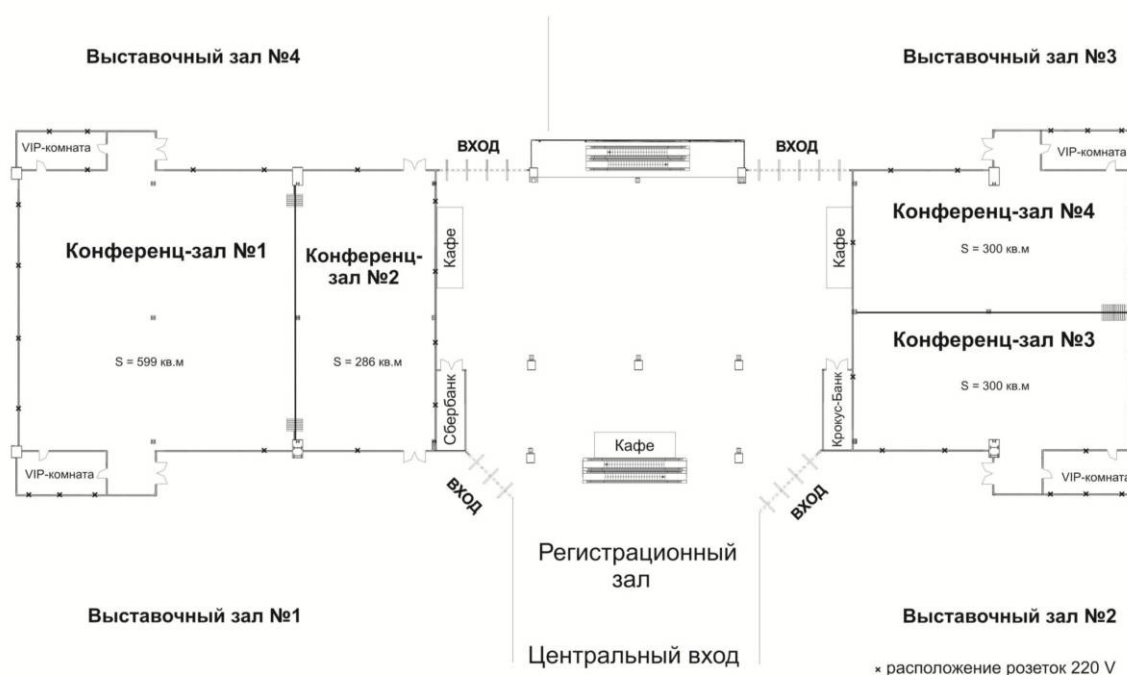 Выставочный зал №4
Выставочный зал №3
VIP-комната
ВХОД
ВХОД
VIP-комната
Конференц-зал №1
Конференц-
зал №2
Кафе
Кафе
Конференц-зал №4
S = 300 кв.м
S = 599 кв.м
S = 286 кв.м
Конференц-зал №3
S = 300 кв.м
Сбербанк
Крокус-Банк
Кафе
VIP-комната
ВХОД
ВХОД
VIP-комната
Регистрационный
зал
Выставочный зал №1
Выставочный зал №2
Центральный вход
× расположение розеток 220 V